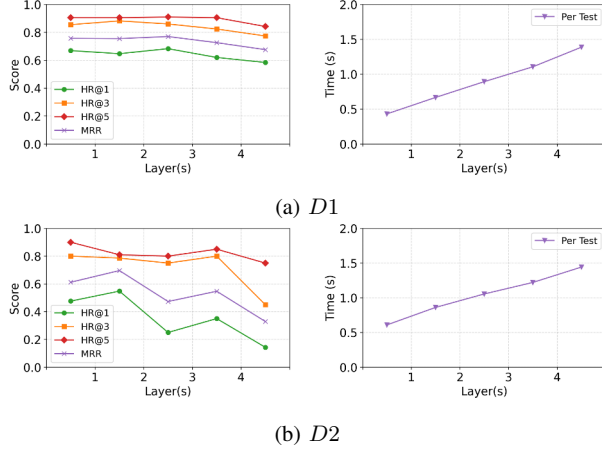 1.0
0.8
0.6
0.4
0.2
0.0
Score
HR@1
HR@3
HR@5
MRR
1 2 3 4
Layer(s)
2.0
1.5
1.0
0.5
0.0
Time (s)
Per Test
1 2 3 4
Layer(s)
(a) D1
1.0
0.8
0.6
0.4
0.2
0.0
Score
HR@1
HR@3
HR@5
MRR
1 2 3 4
Layer(s)
2.0
1.5
1.0
0.5
0.0
Time (s)
Per Test
1 2 3 4
Layer(s)
(b) D2